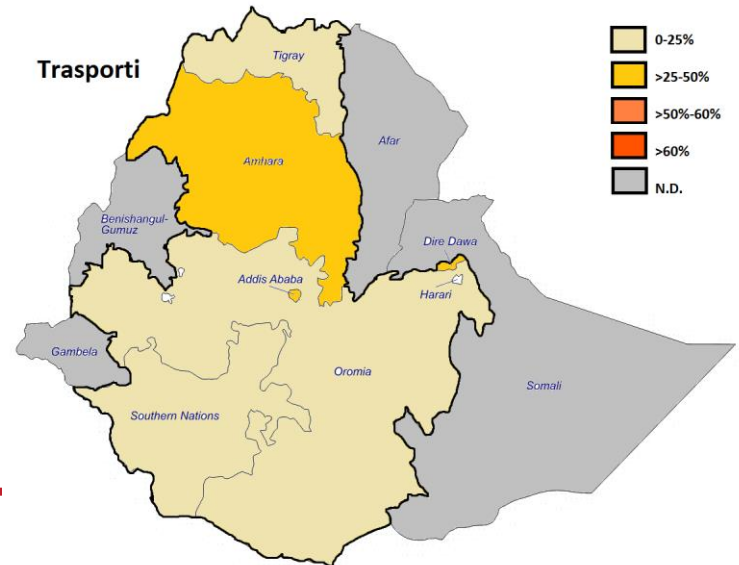 Trasporti
0-25%
>25-50%
>50%-60%
>60%
N.D.
Tigray
Afar
Amhara
Benishangul-
Gumuz
Dire Dawa
Addis Ababa
Harari
Gambela
Oromia
Somali
Southern Nations